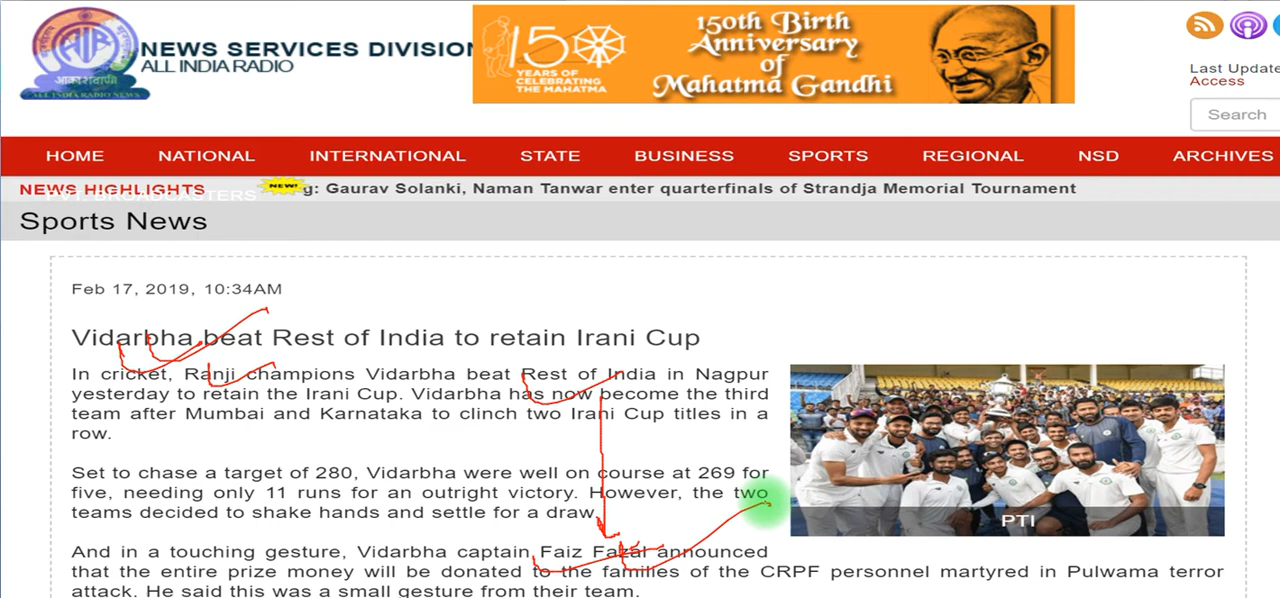 NEWS SERVICES DIVISION
ALL INDIA RADIO
आकाशवाणी
ALL INDIA RADIO NEWS
150
YEARS OF
CELEBRATING
THE MAHATMA
150th Birth
Anniversary
of
Mahatma Gandhi
Last Update
Access
Search
HOME NATIONAL INTERNATIONAL STATE BUSINESS SPORTS REGIONAL NSD ARCHIVES
PVT. BROADCASTERS
NEWS HIGHLIGHTS NEW! g: Gaurav Solanki, Naman Tanwar enter quarterfinals of Strandja Memorial Tournament
Sports News
Feb 17, 2019, 10:34AM
Vidarbha beat Rest of India to retain Irani Cup
In cricket, Ranji champions Vidarbha beat Rest of India in Nagpur
yesterday to retain the Irani Cup. Vidarbha has now become the third
team after Mumbai and Karnataka to clinch two Irani Cup titles in a
row.
Set to chase a target of 280, Vidarbha were well on course at 269 for
five, needing only 11 runs for an outright victory. However, the two
teams decided to shake hands and settle for a draw.
PTI
And in a touching gesture, Vidarbha captain Faiz Fazal announced
that the entire prize money will be donated to the families of the CRPF personnel martyred in Pulwama terror
attack. He said this was a small gesture from their team.